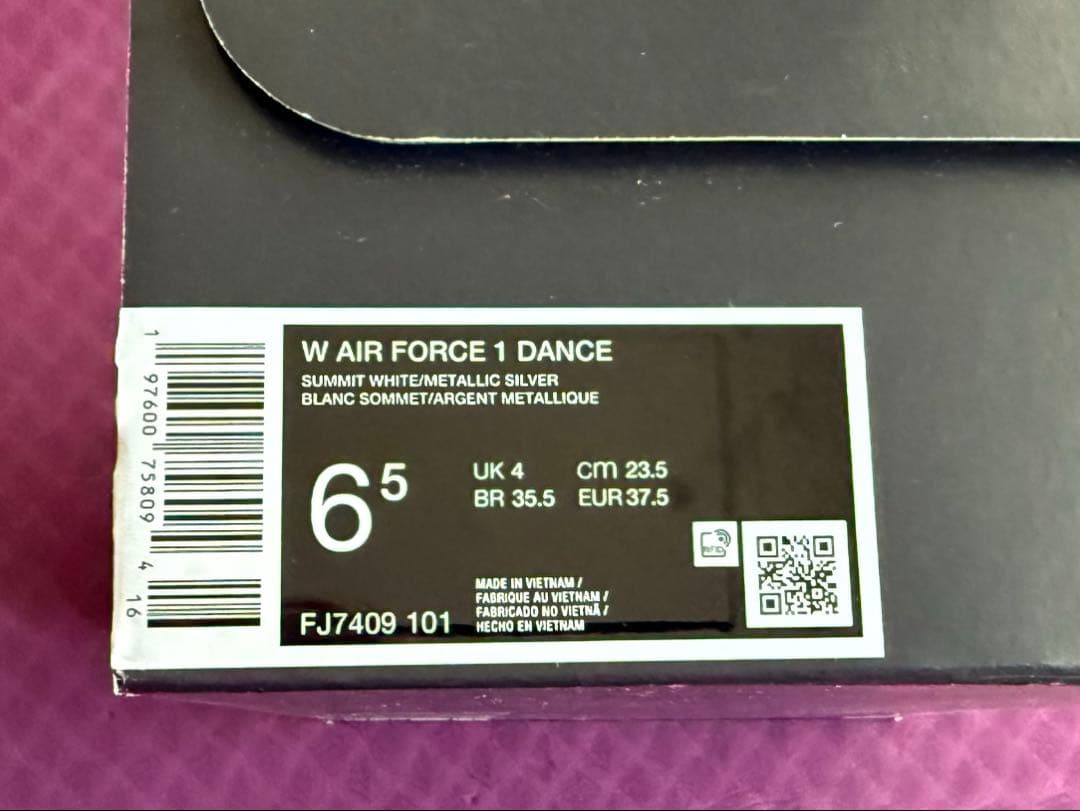 W AIR FORCE 1 DANCE
SUMMIT WHITE/METALLIC SILVER
BLANC SOMMET/ARGENT METALLIQUE
6 5
UK 4 CM 23.5
BR 35.5 EUR 37.5
RFID
MADE IN VIETNAM /
FABRIQUE AU VIETNAM /
FABRICADO NO VIETNÃ /
HECHO EN VIETNAM
FJ7409 101
1 97600 75809 4 16